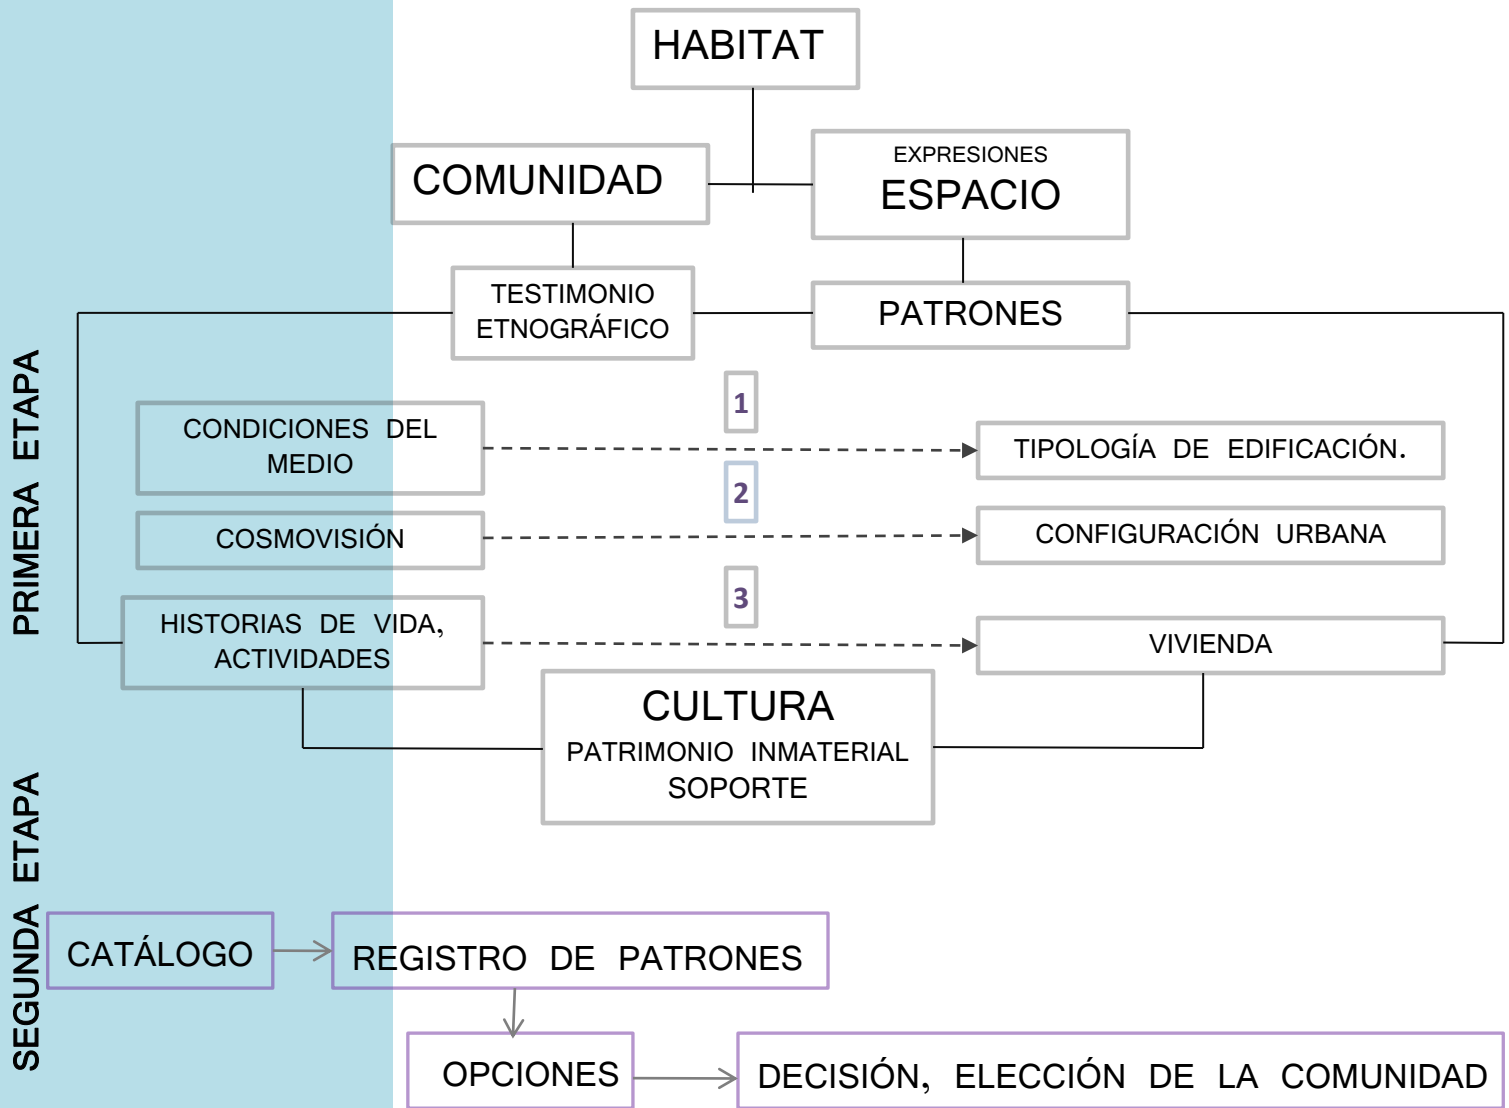 HABITAT
COMUNIDAD
EXPRESIONES
ESPACIO
TESTIMONIO
ETNOGRÁFICO
PATRONES
PRIMERA ETAPA
1
CONDICIONES DEL
MEDIO
TIPOLOGÍA DE EDIFICACIÓN.
2
COSMOVISIÓN
CONFIGURACIÓN URBANA
3
HISTORIAS DE VIDA,
ACTIVIDADES
VIVIENDA
CULTURA
PATRIMONIO INMATERIAL
SOPORTE
SEGUNDA ETAPA
CATÁLOGO
REGISTRO DE PATRONES
OPCIONES
DECISIÓN, ELECCIÓN DE LA COMUNIDAD